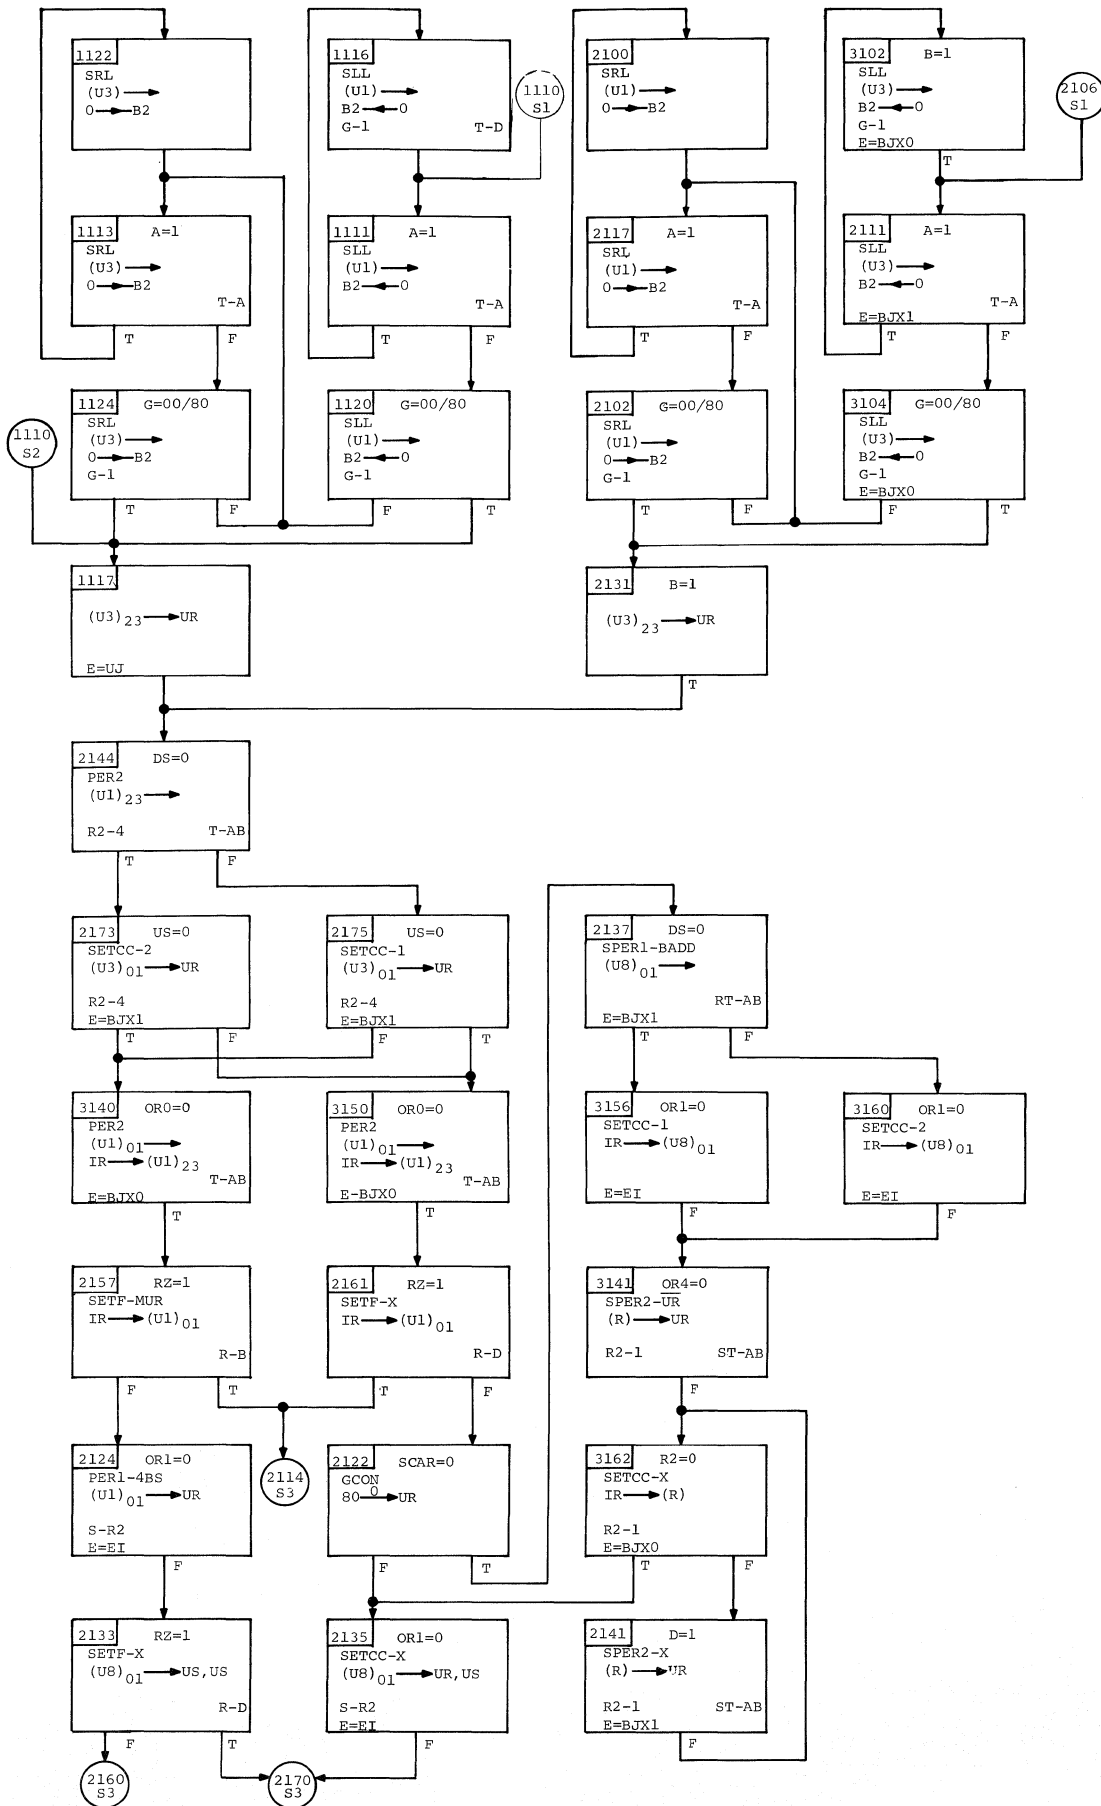 1122
SRL
(U3)
0 B2
1116
SLL
(U1)
B2 0
G-1
T-D
1110
S1
2100
SRL
(U1)
0 B2
3102 B=1
SLL
(U3)
B2 0
G-1
E=BJX0
T
2106
S1
1113 A=1
SRL
(U3)
0 B2
T-A
T F
1111 A=1
SLL
(U1)
B2 0
T-A
T F
2117 A=1
SRL
(U1)
0 B2
T-A
T F
2111 A=1
SLL
(U3)
B2 0
T-A
E=BJX1
T F
1110
S2
1124 G=00/80
SRL
(U3)
0 B2
G-1
T F
1120 G=00/80
SLL
(U1)
B2 0
G-1
F T
2102 G=00/80
SRL
(U1)
0 B2
G-1
T F
3104 G=00/80
SLL
(U3)
B2 0
G-1
E=BJX0
F T
1117
(U3)23 UR
E=UJ
2131 B=1
(U3)23 UR
T
2144 DS=0
PER2
(U1)23
R2-4 T-AB
T F
2173 US=0
SETCC-2
(U3)01 UR
R2-4
E=BJX1
T F
2175 US=0
SETCC-1
(U3)01 UR
R2-4
E=BJX1
F T
2137 DS=0
SPER1-BADD
(U8)01
RT-AB
E=BJX1
T F
3140 OR0=0
PER2
(U1)01
IR (U1)23
T-AB
E=BJX0
T
3150 OR0=0
PER2
(U1)01
IR (U1)23
T-AB
E-BJX0
T
3156 OR1=0
SETCC-1
IR (U8)01
E=EI
F
3160 OR1=0
SETCC-2
IR (U8)01
E=EI
F
2157 RZ=1
SETF-MUR
IR (U1)01
R-B
F T
2161 RZ=1
SETF-X
IR (U1)01
R-D
T F
3141 OR4=0
SPER2-UR
(R) UR
R2-1 ST-AB
F
2124 OR1=0
PER1-4BS
(U1)01 UR
S-R2
E=EI
F
2114
S3
2122 SCAR=0
GCON
0
80 UR
F T
3162 R2=0
SETCC-X
IR (R)
R2-1
E=BJX0
T F
2133 RZ=1
SETF-X
(U8)01 US,US
R-D
F T
2135 OR1=0
SETCC-X
(U8)01 UR,US
S-R2
E=EI
F
2141 D=1
SPER2-X
(R) UR
R2-1 ST-AB
E=BJX1
F
2160
S3
2170
S3